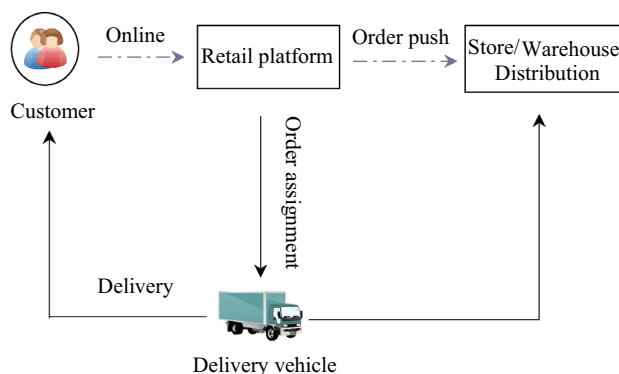 Online
Retail platform
Order push
Store/Warehouse
Distribution
Customer
Order assignment
Delivery
Delivery vehicle